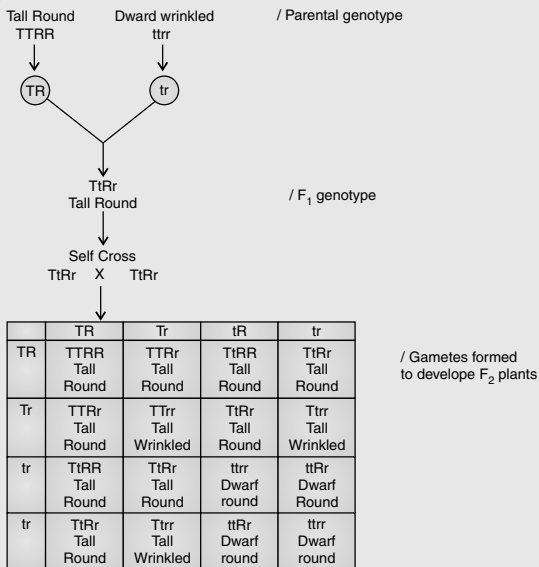 Tall Round
Dward wrinkled
/ Parental genotype
TTRR
ttrr
TR
tr
TtRr
Tall Round
/ F1 genotype
Self Cross
TtRr X TtRr
TR Tr tR tr
TR TTRR TTRr TtRR TtRr
Tall Tall Tall Tall
Round Round Round Round
/ Gametes formed
to develope F2 plants
Tr TTRr TTrr TtRr Ttrr
Tall Tall Tall Tall
Round Wrinkled Round Wrinkled
tr TtRR TtRr ttrr ttRr
Tall Tall Dwarf Dwarf
Round Round round Round
tr TtRr Ttrr ttRr ttrr
Tall Tall Dwarf Dwarf
Round Wrinkled round round